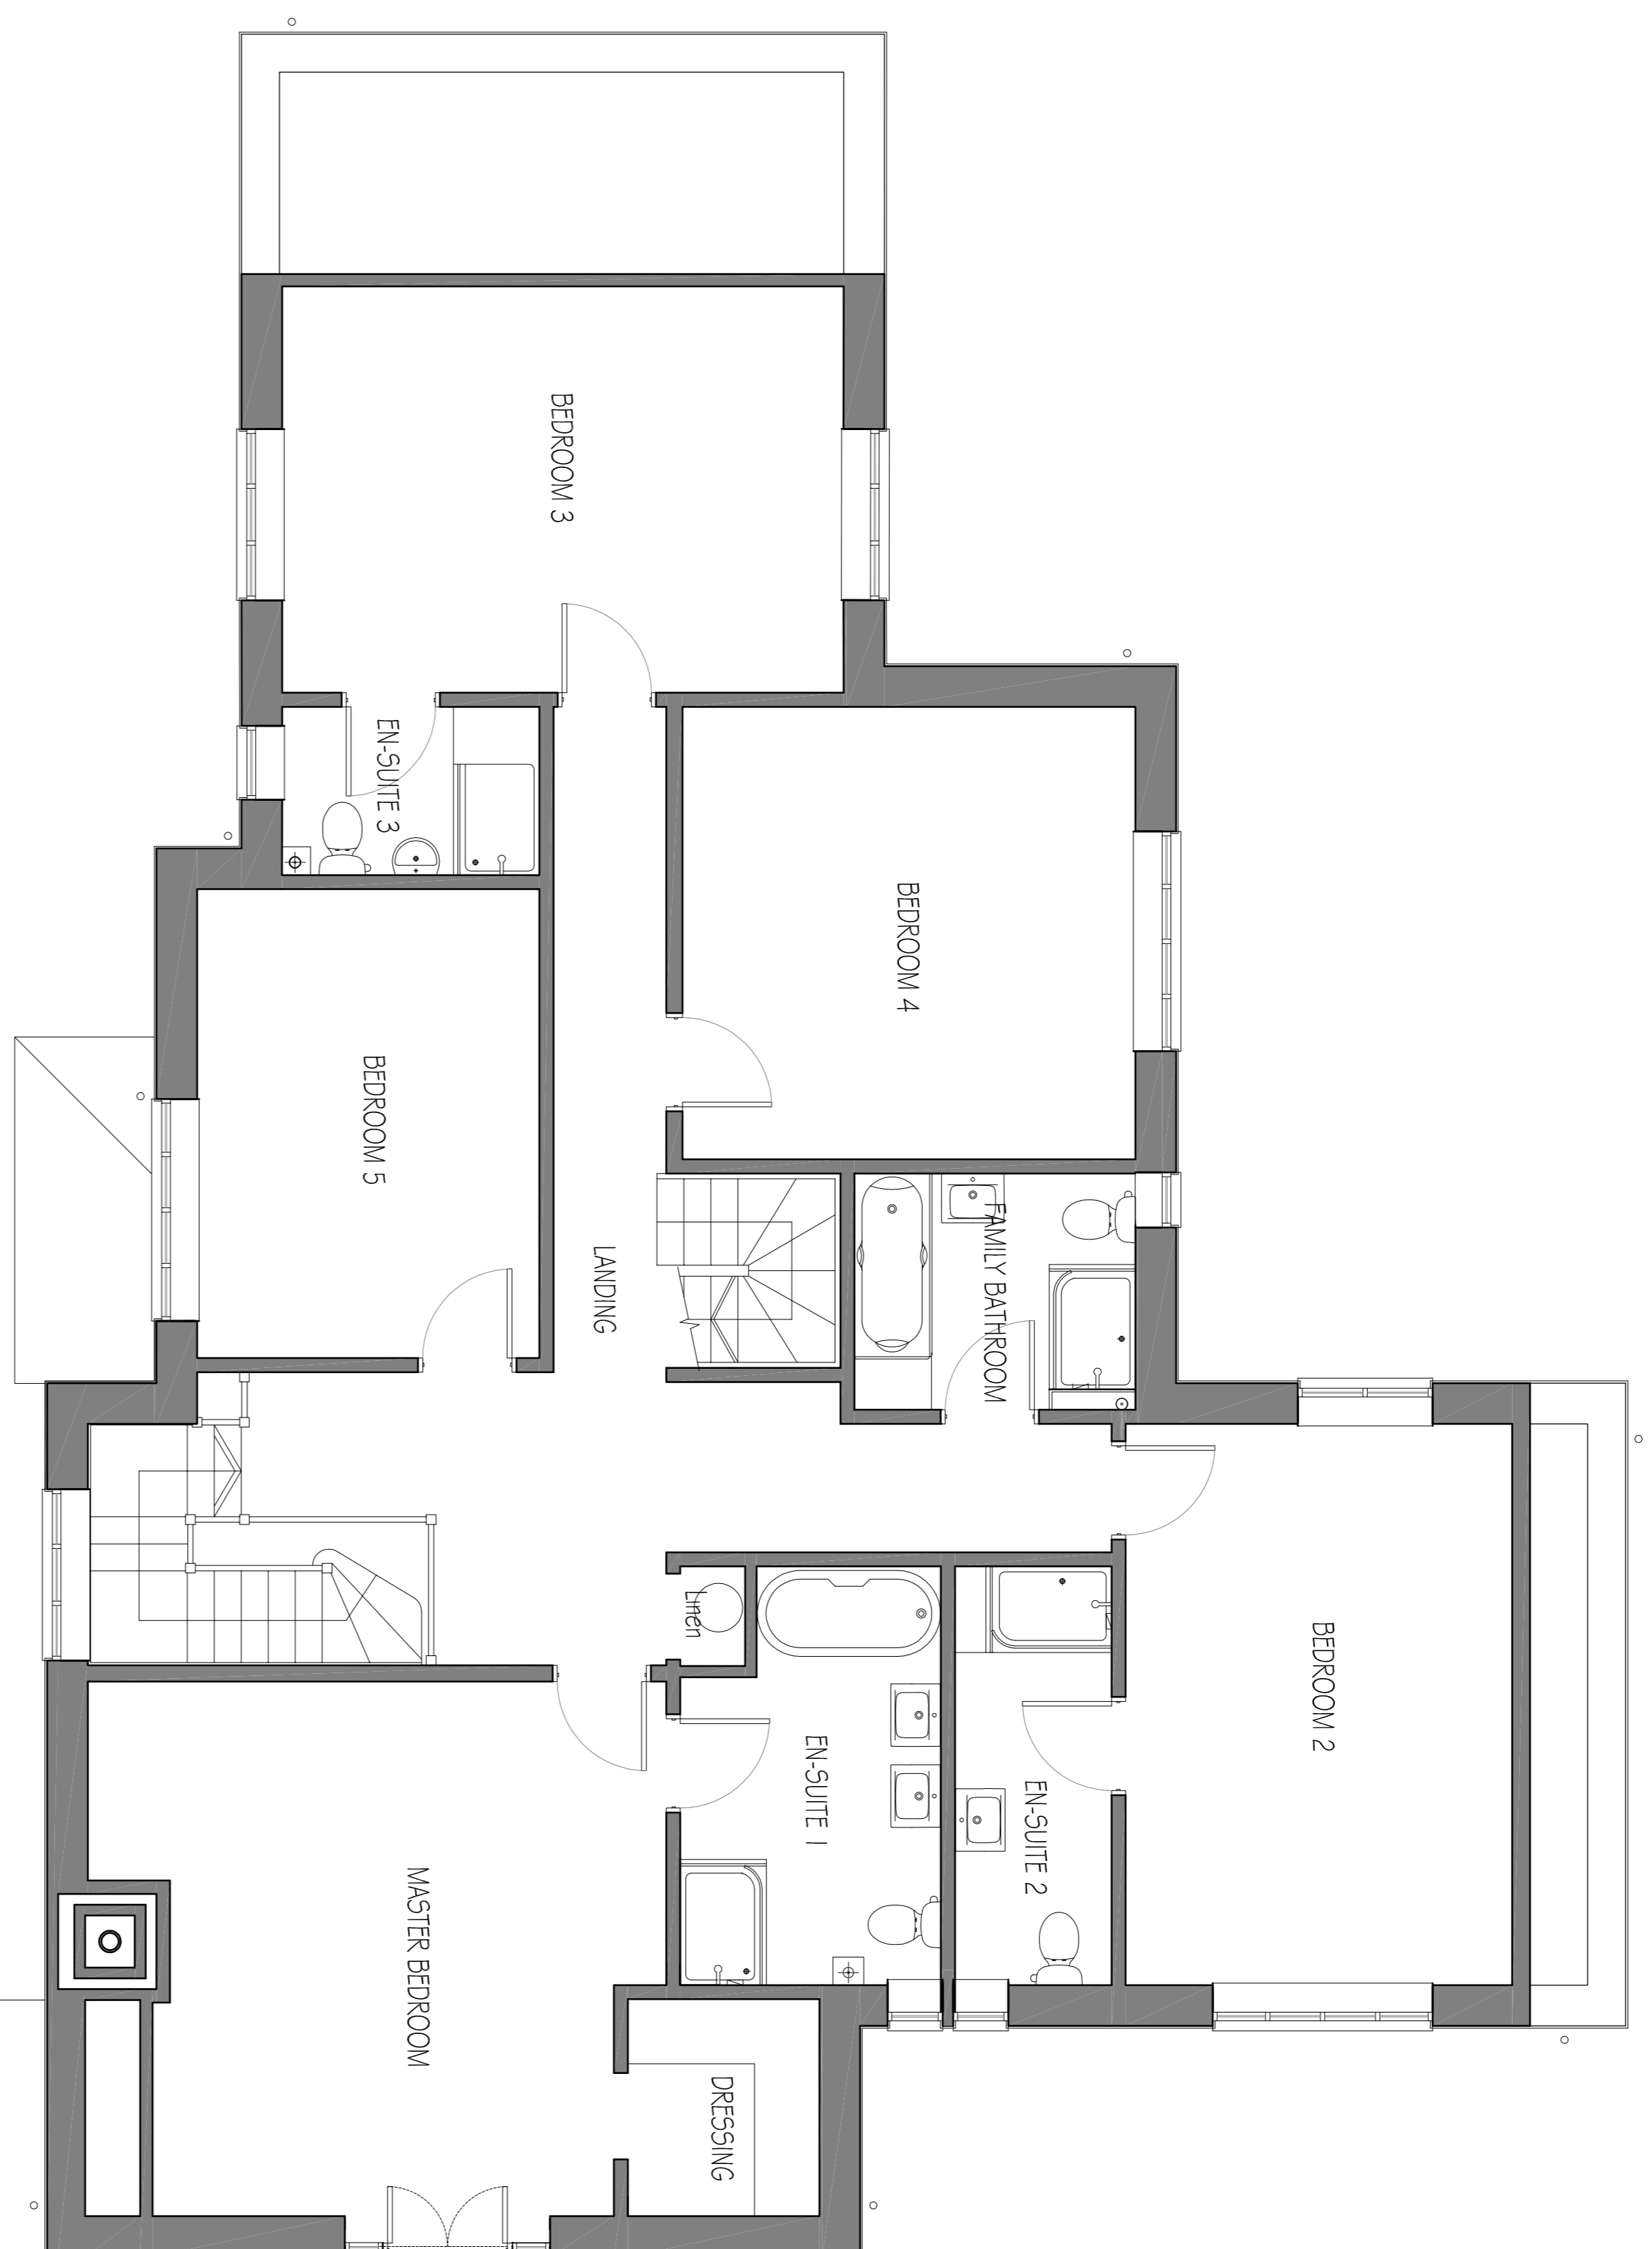 BEDROOM 3
EN-SUITE 3
BEDROOM 4
BEDROOM 5
FAMILY BATHROOM
LANDING
Linen
BEDROOM 2
EN-SUITE 1
EN-SUITE 2
MASTER BEDROOM
DRESSING